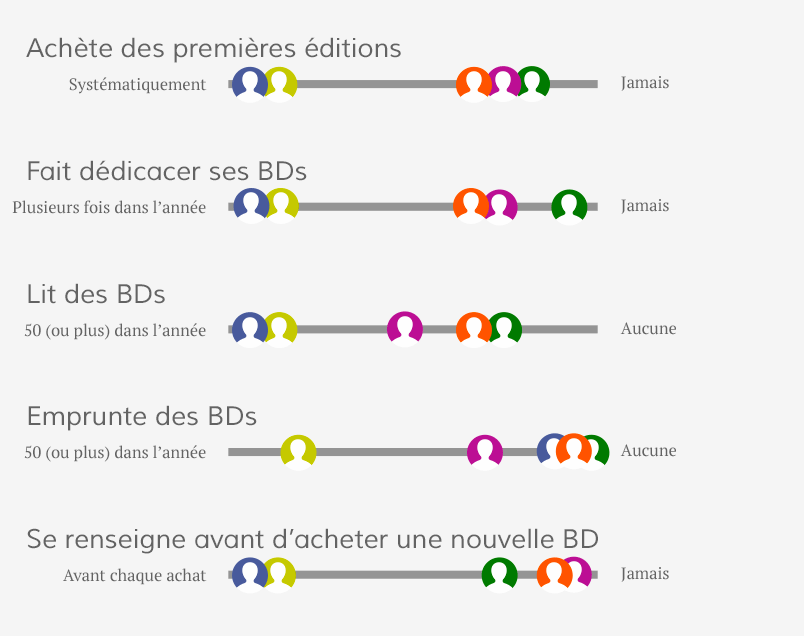 Achète des premières éditions
Systématiquement Jamais
Fait dédicacer ses BDs
Plusieurs fois dans l’année Jamais
Lit des BDs
50 (ou plus) dans l’année Aucune
Emprunte des BDs
50 (ou plus) dans l’année Aucune
Se renseigne avant d’acheter une nouvelle BD
Avant chaque achat Jamais